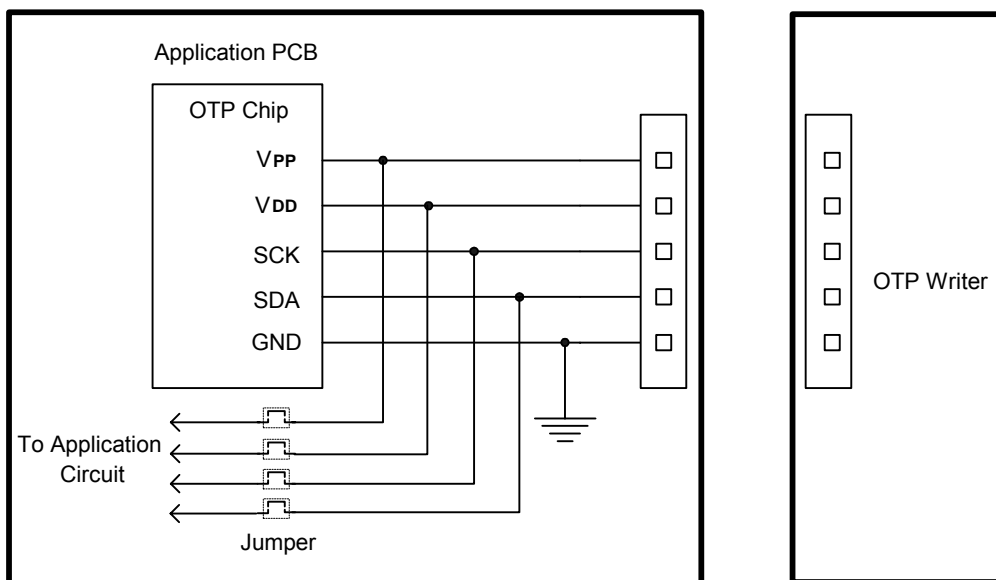 Application PCB
OTP Chip
VPP
VDD
SCK
SDA
GND
To Application
Circuit
Jumper
OTP Writer